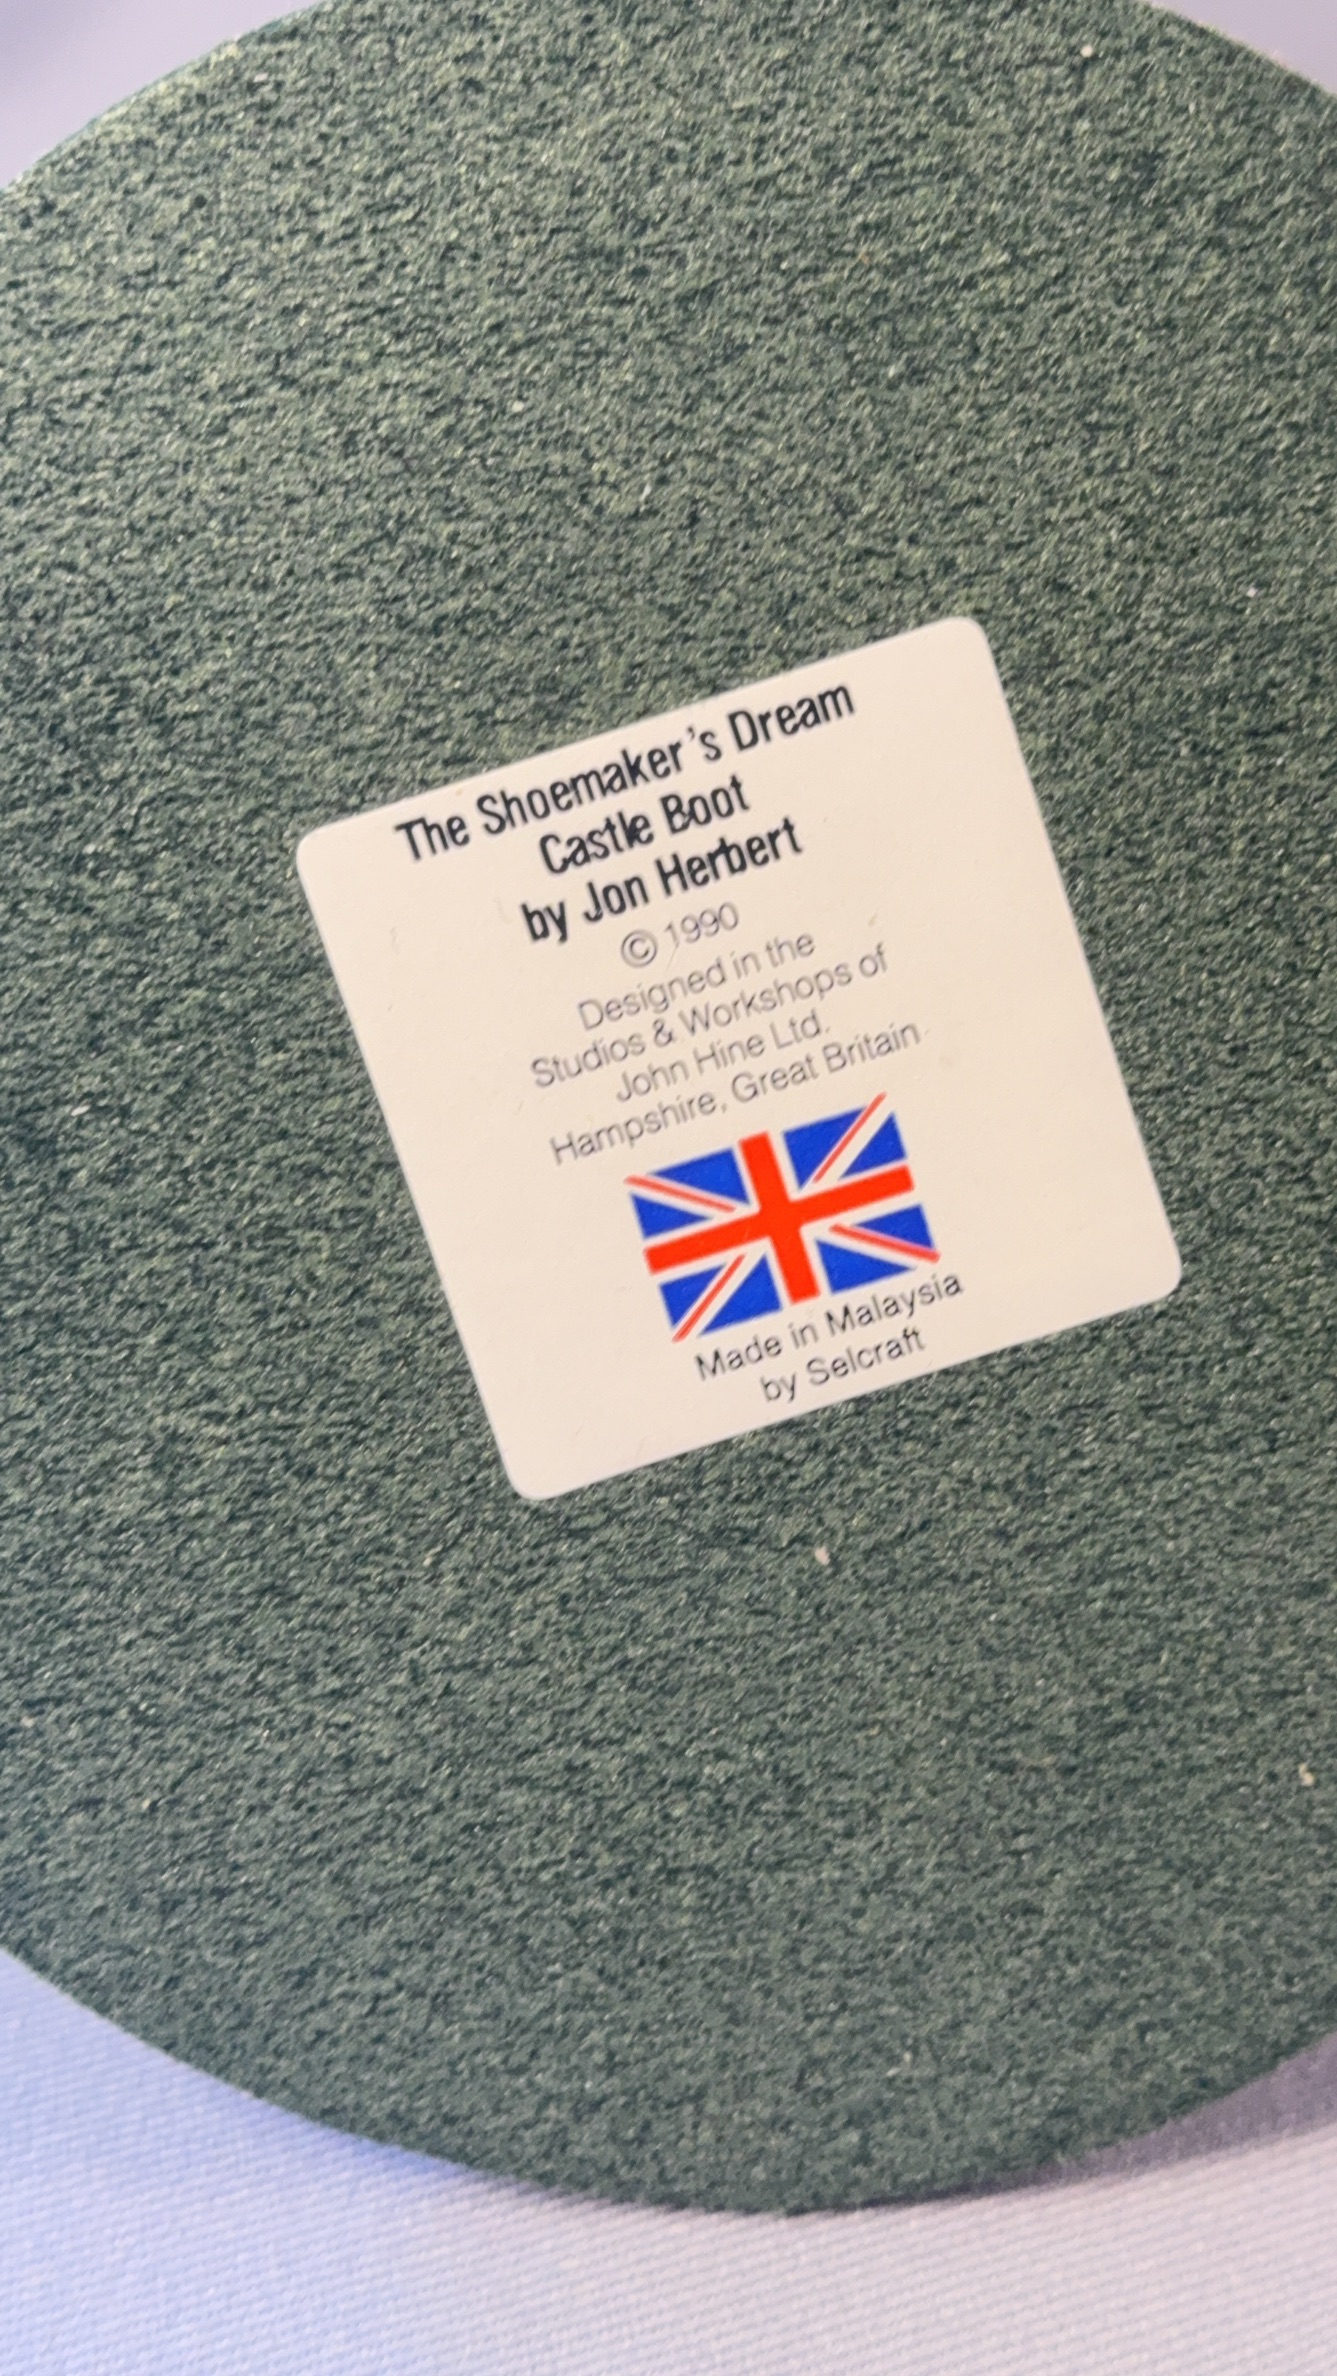 The Shoemaker's Dream
Castle Boot
by Jon Herbert
© 1990
Designed in the
Studios & Workshops of
John Hine Ltd.
Hampshire, Great Britain
Made in Malaysia
by Selcraft